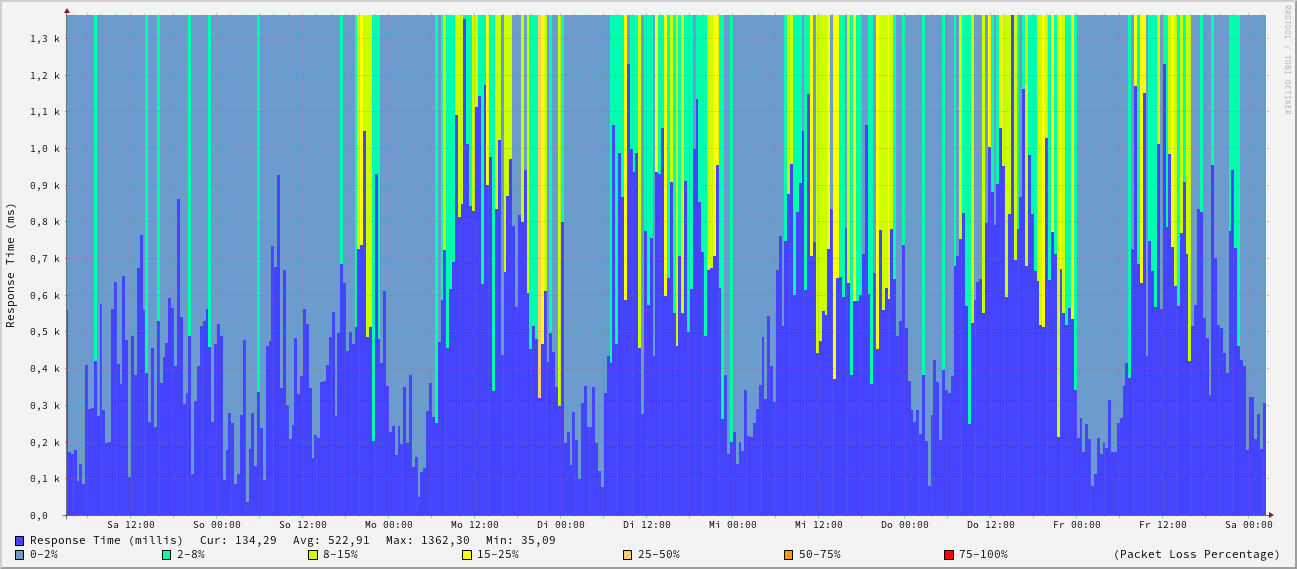 RRDTOOL / TOBI OETIKER
Response Time (ms)
1,3 k
1,2 k
1,1 k
1,0 k
0,9 k
0,8 k
0,7 k
0,6 k
0,5 k
0,4 k
0,3 k
0,2 k
0,1 k
0,0
Sa 12:00 So 00:00 So 12:00 Mo 00:00 Mo 12:00 Di 00:00 Di 12:00 Mi 00:00 Mi 12:00 Do 00:00 Do 12:00 Fr 00:00 Fr 12:00 Sa 00:00
Response Time (millis) Cur: 134,29 Avg: 522,91 Max: 1362,30 Min: 35,09
0-2% 2-8% 8-15% 15-25% 25-50% 50-75% 75-100% (Packet Loss Percentage)